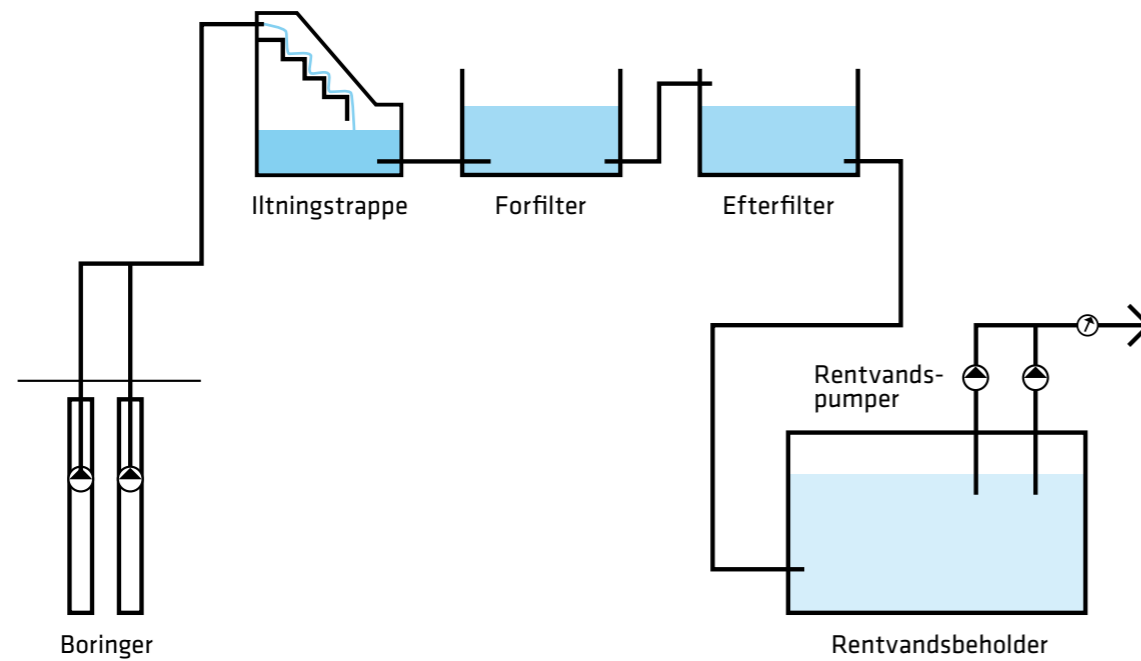 Iltningstrappe
Forfilter
Efterfilter
Rentvands-
pumper
Boringer
Rentvandsbeholder